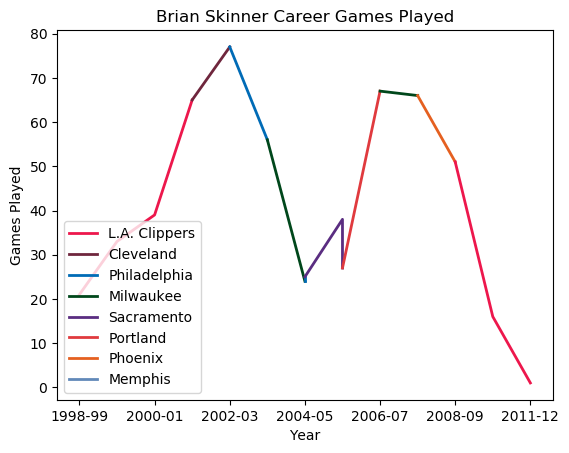 Brian Skinner Career Games Played
Games Played
80
70
60
50
40
30
20
10
0
L.A. Clippers
Cleveland
Philadelphia
Milwaukee
Sacramento
Portland
Phoenix
Memphis
1998-99 2000-01 2002-03 2004-05 2006-07 2008-09 2011-12
Year